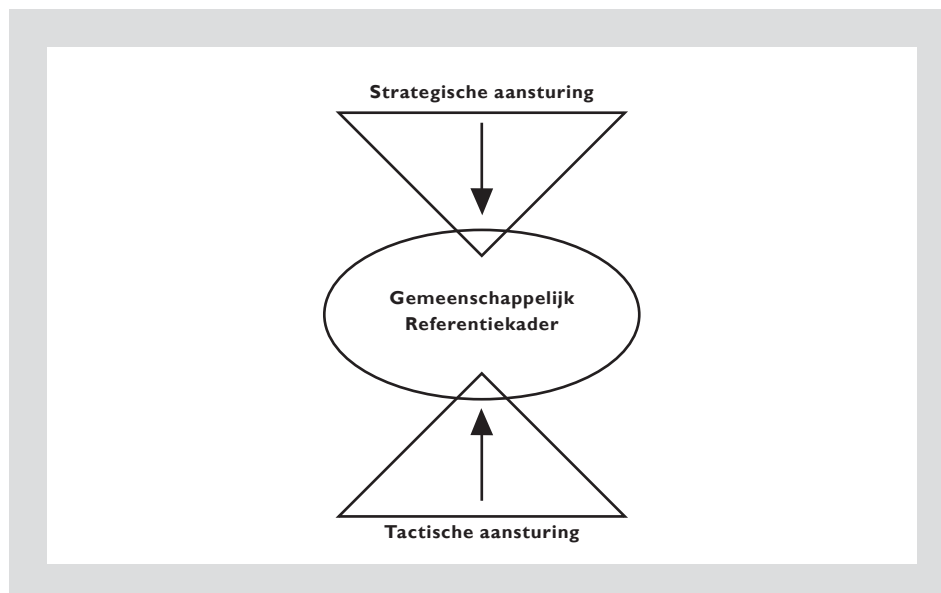 Strategische aansturing
Gemeenschappelijk
Referentiekader
Tactische aansturing